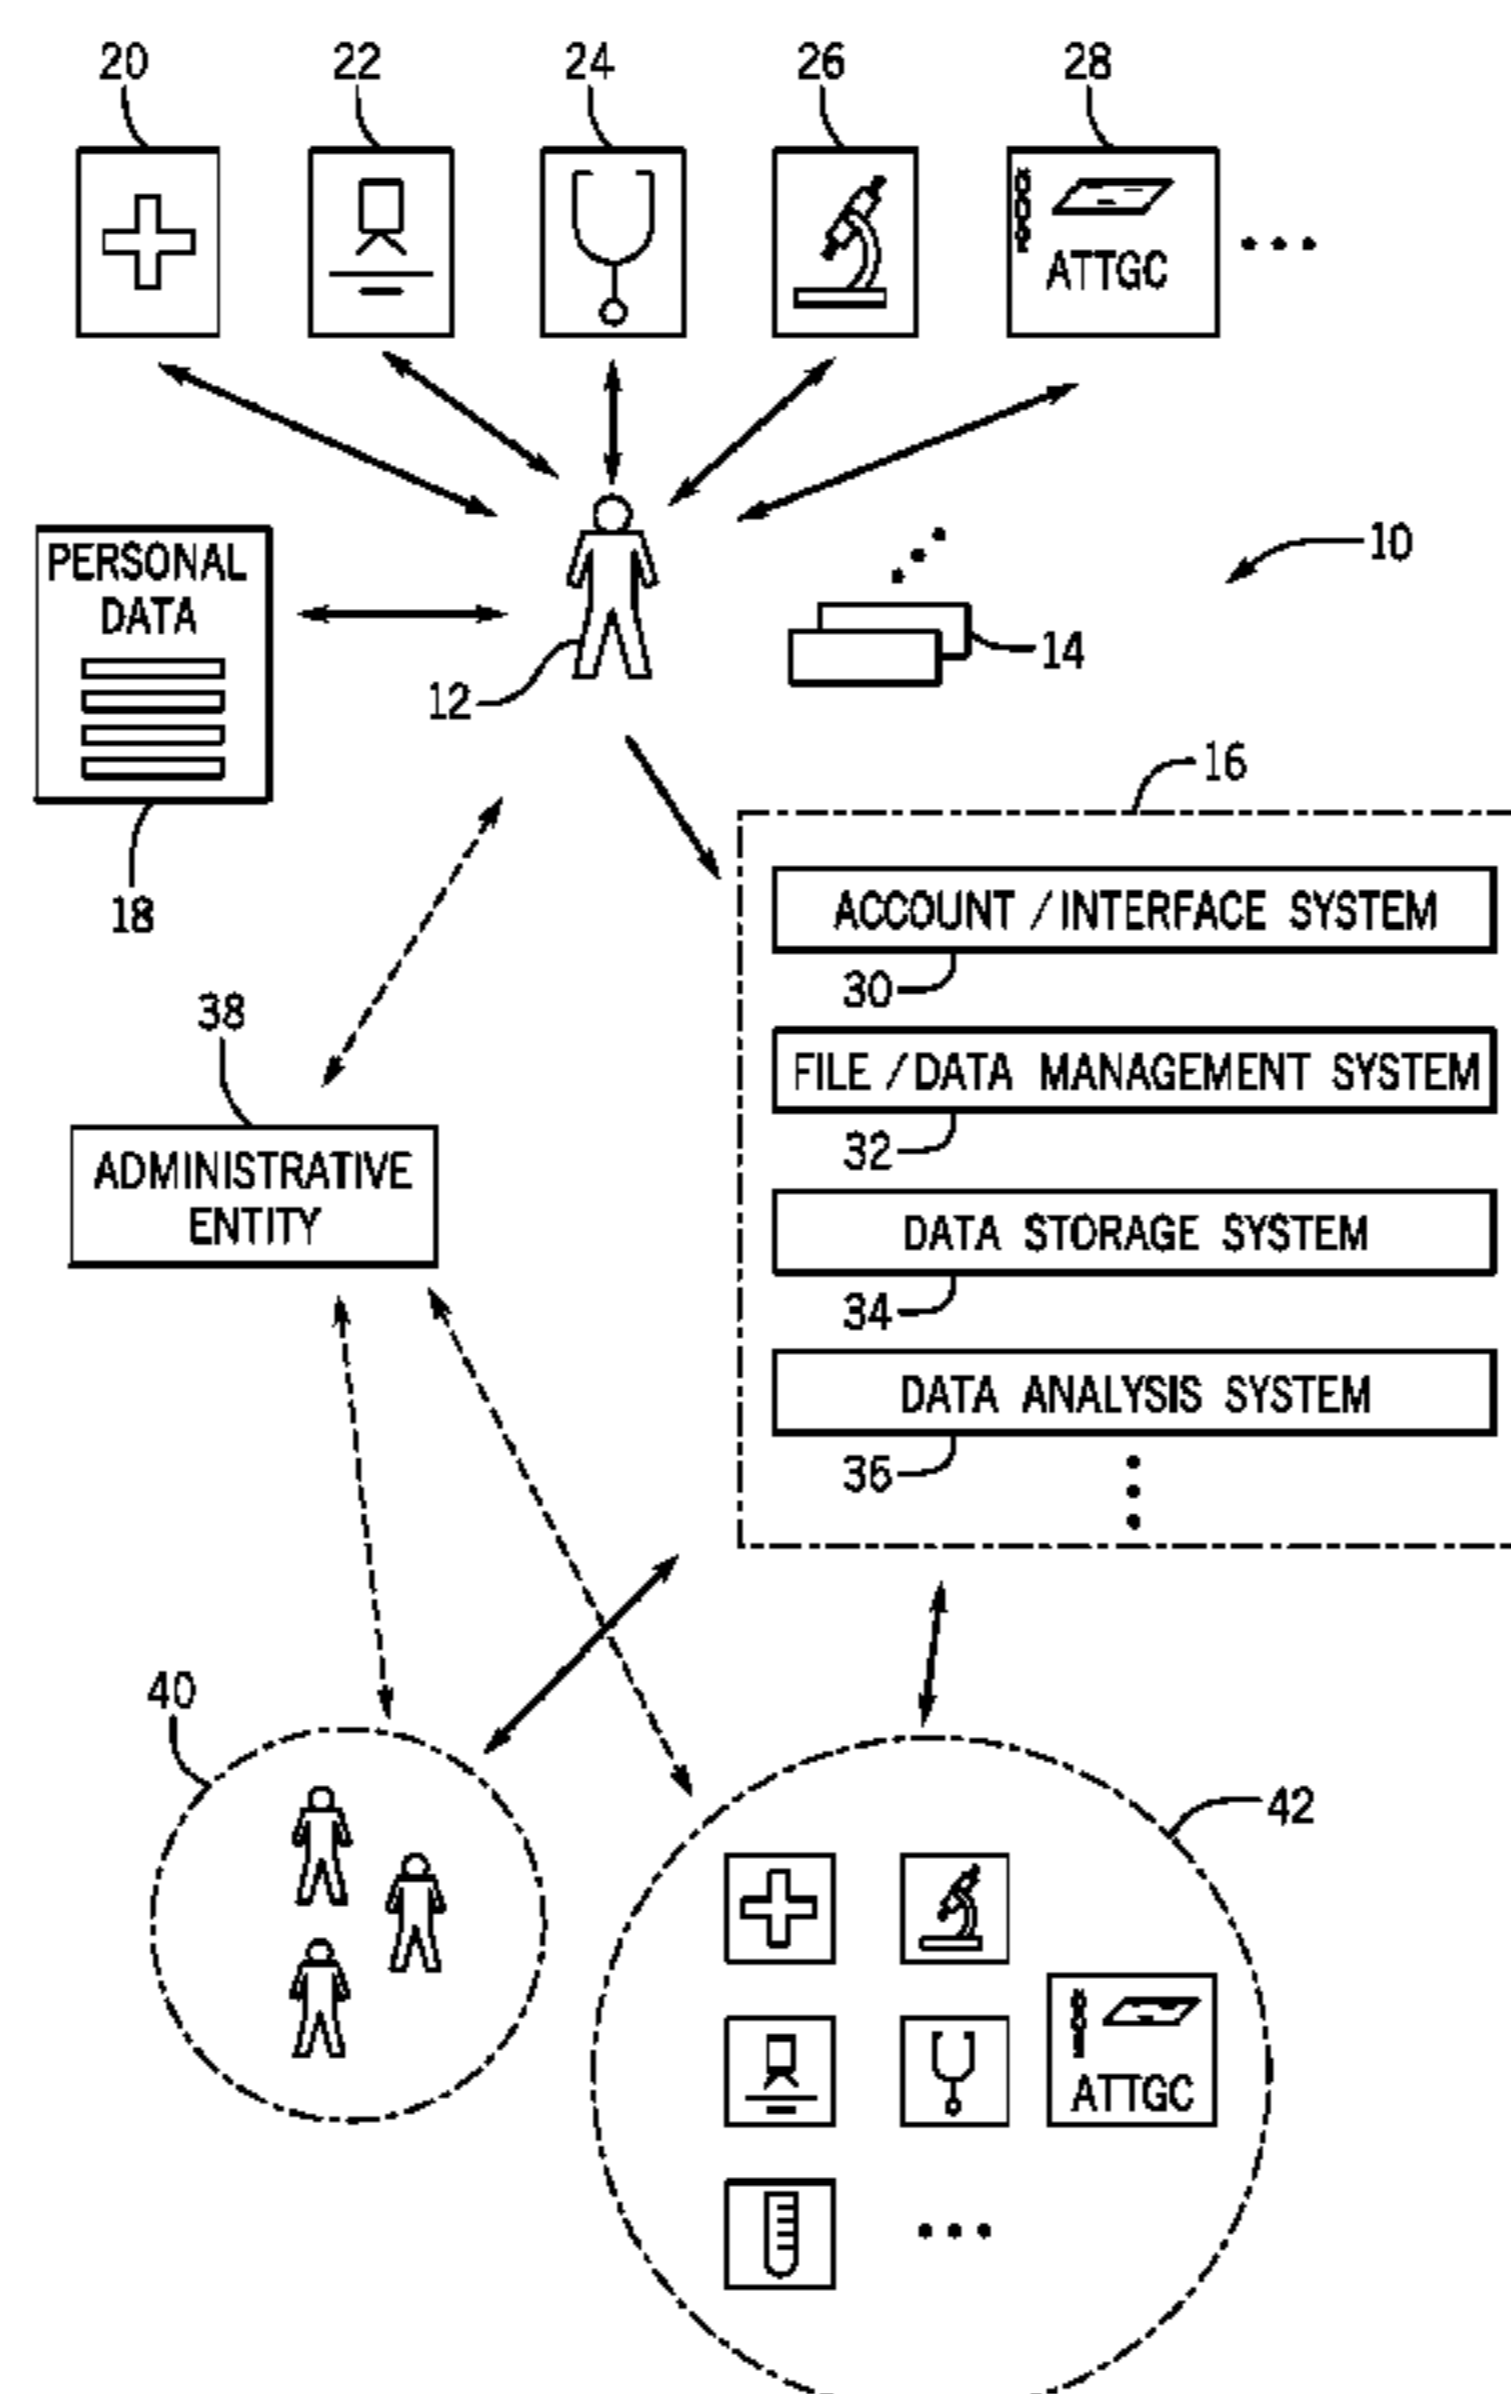 20
22
24
26
28
ATTGC
10
PERSONAL
DATA
14
12
16
18
ACCOUNT / INTERFACE SYSTEM
30
38
FILE / DATA MANAGEMENT SYSTEM
32
ADMINISTRATIVE
ENTITY
DATA STORAGE SYSTEM
34
DATA ANALYSIS SYSTEM
36
40
42
ATTGC